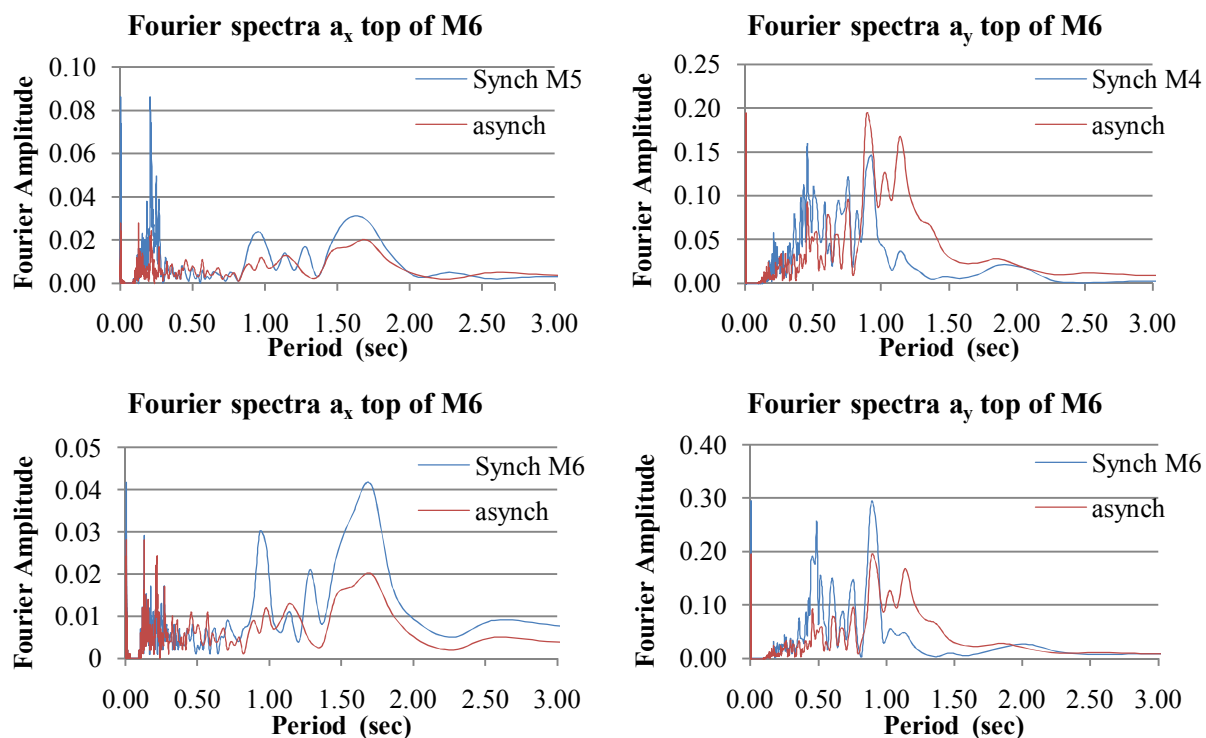 Fourier spectra ax top of M6
Fourier Amplitude
0.10
0.08
0.06
0.04
0.02
0.00
Synch M5
asynch
0.00 0.50 1.00 1.50 2.00 2.50 3.00
Period (sec)
Fourier spectra ay top of M6
Fourier Amplitude
0.25
0.20
0.15
0.10
0.05
0.00
Synch M4
asynch
0.00 0.50 1.00 1.50 2.00 2.50 3.00
Period (sec)
Fourier spectra ax top of M6
Fourier Amplitude
0.05
0.04
0.03
0.02
0.01
0
Synch M6
asynch
0.00 0.50 1.00 1.50 2.00 2.50 3.00
Period (sec)
Fourier spectra ay top of M6
Fourier Amplitude
0.40
0.30
0.20
0.10
0.00
Synch M6
asynch
0.00 0.50 1.00 1.50 2.00 2.50 3.00
Period (sec)